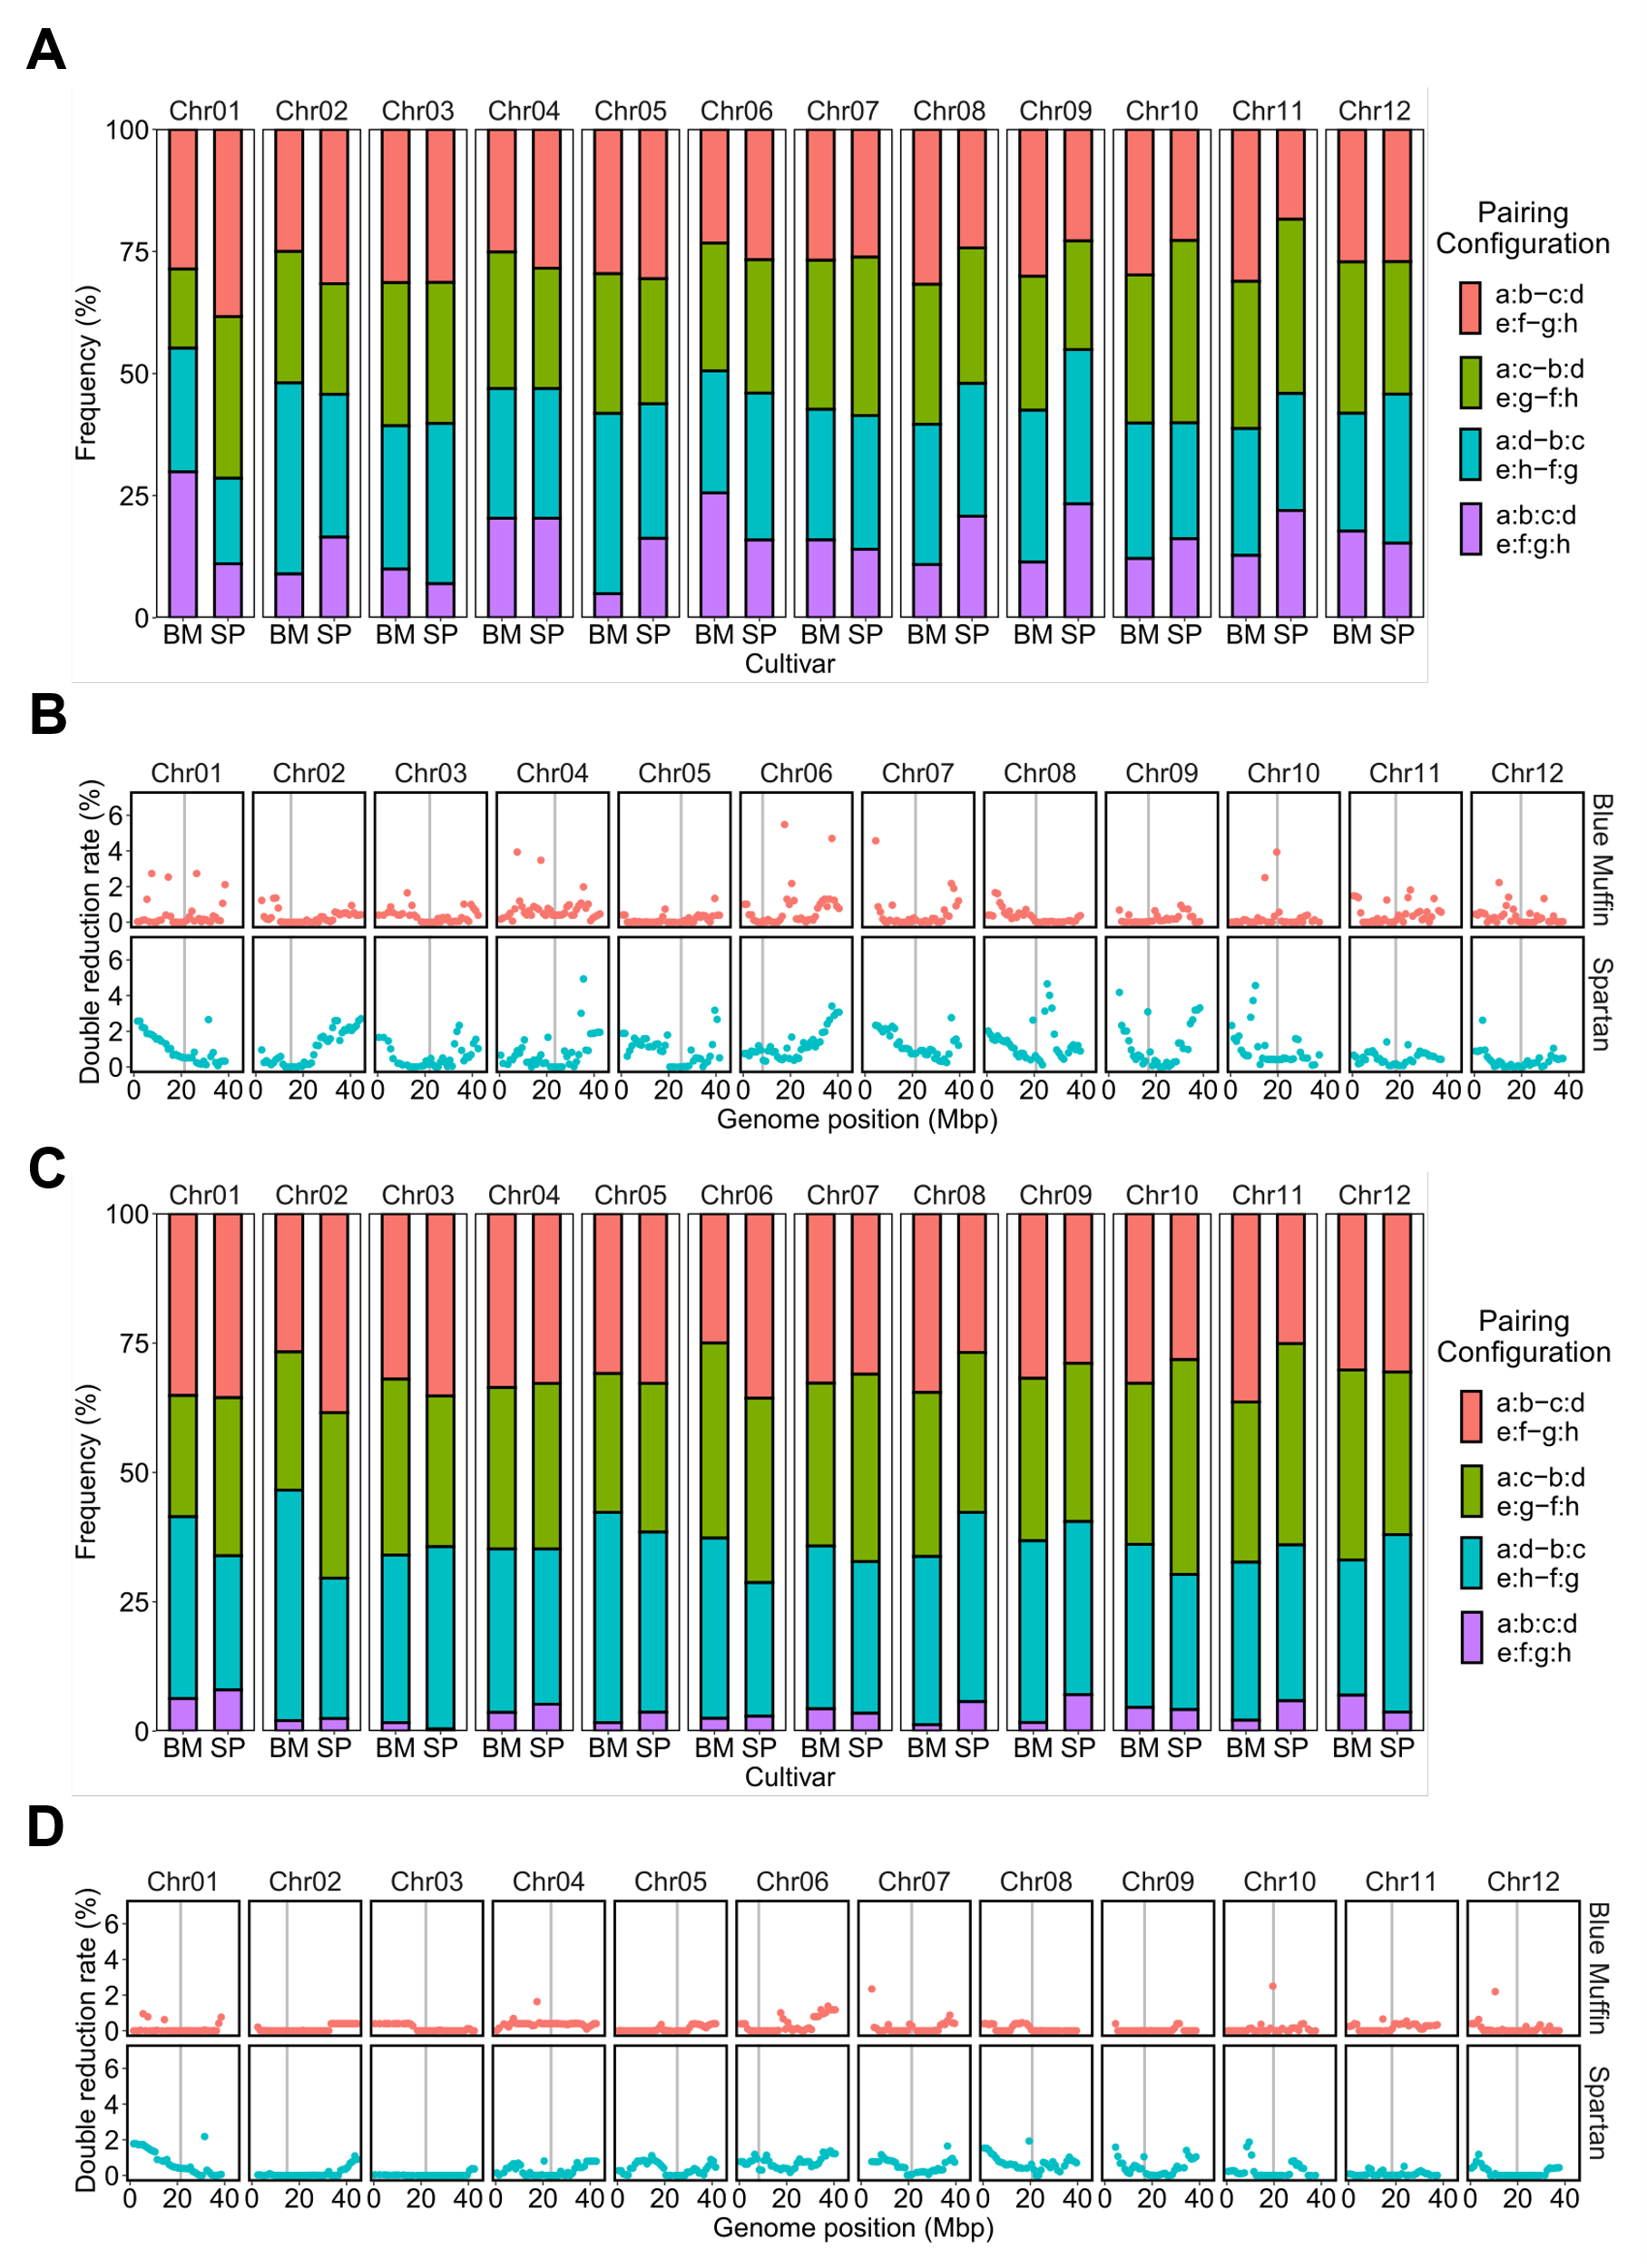 A
Chr01 Chr02 Chr03 Chr04 Chr05 Chr06 Chr07 Chr08 Chr09 Chr10 Chr11 Chr12
100
75
50
25
0
Frequency (%)
BM SP BM SP BM SP BM SP BM SP BM SP BM SP BM SP BM SP BM SP BM SP BM SP
Cultivar
Pairing
Configuration
a:b−c:d
e:f−g:h
a:c−b:d
e:g−f:h
a:d−b:c
e:h−f:g
a:b:c:d
e:f:g:h
B
Chr01 Chr02 Chr03 Chr04 Chr05 Chr06 Chr07 Chr08 Chr09 Chr10 Chr11 Chr12
Double reduction rate (%)
6
4
2
0
Blue Muffin
6
4
2
0
Spartan
0 20 40 0 20 40 0 20 40 0 20 40 0 20 40 0 20 40 0 20 40 0 20 40 0 20 40 0 20 40 0 20 40 0 20 40
Genome position (Mbp)
C
Chr01 Chr02 Chr03 Chr04 Chr05 Chr06 Chr07 Chr08 Chr09 Chr10 Chr11 Chr12
100
75
50
25
0
Frequency (%)
BM SP BM SP BM SP BM SP BM SP BM SP BM SP BM SP BM SP BM SP BM SP BM SP
Cultivar
Pairing
Configuration
a:b−c:d
e:f−g:h
a:c−b:d
e:g−f:h
a:d−b:c
e:h−f:g
a:b:c:d
e:f:g:h
D
Chr01 Chr02 Chr03 Chr04 Chr05 Chr06 Chr07 Chr08 Chr09 Chr10 Chr11 Chr12
Double reduction rate (%)
6
4
2
0
Blue Muffin
6
4
2
0
Spartan
0 20 40 0 20 40 0 20 40 0 20 40 0 20 40 0 20 40 0 20 40 0 20 40 0 20 40 0 20 40 0 20 40 0 20 40
Genome position (Mbp)